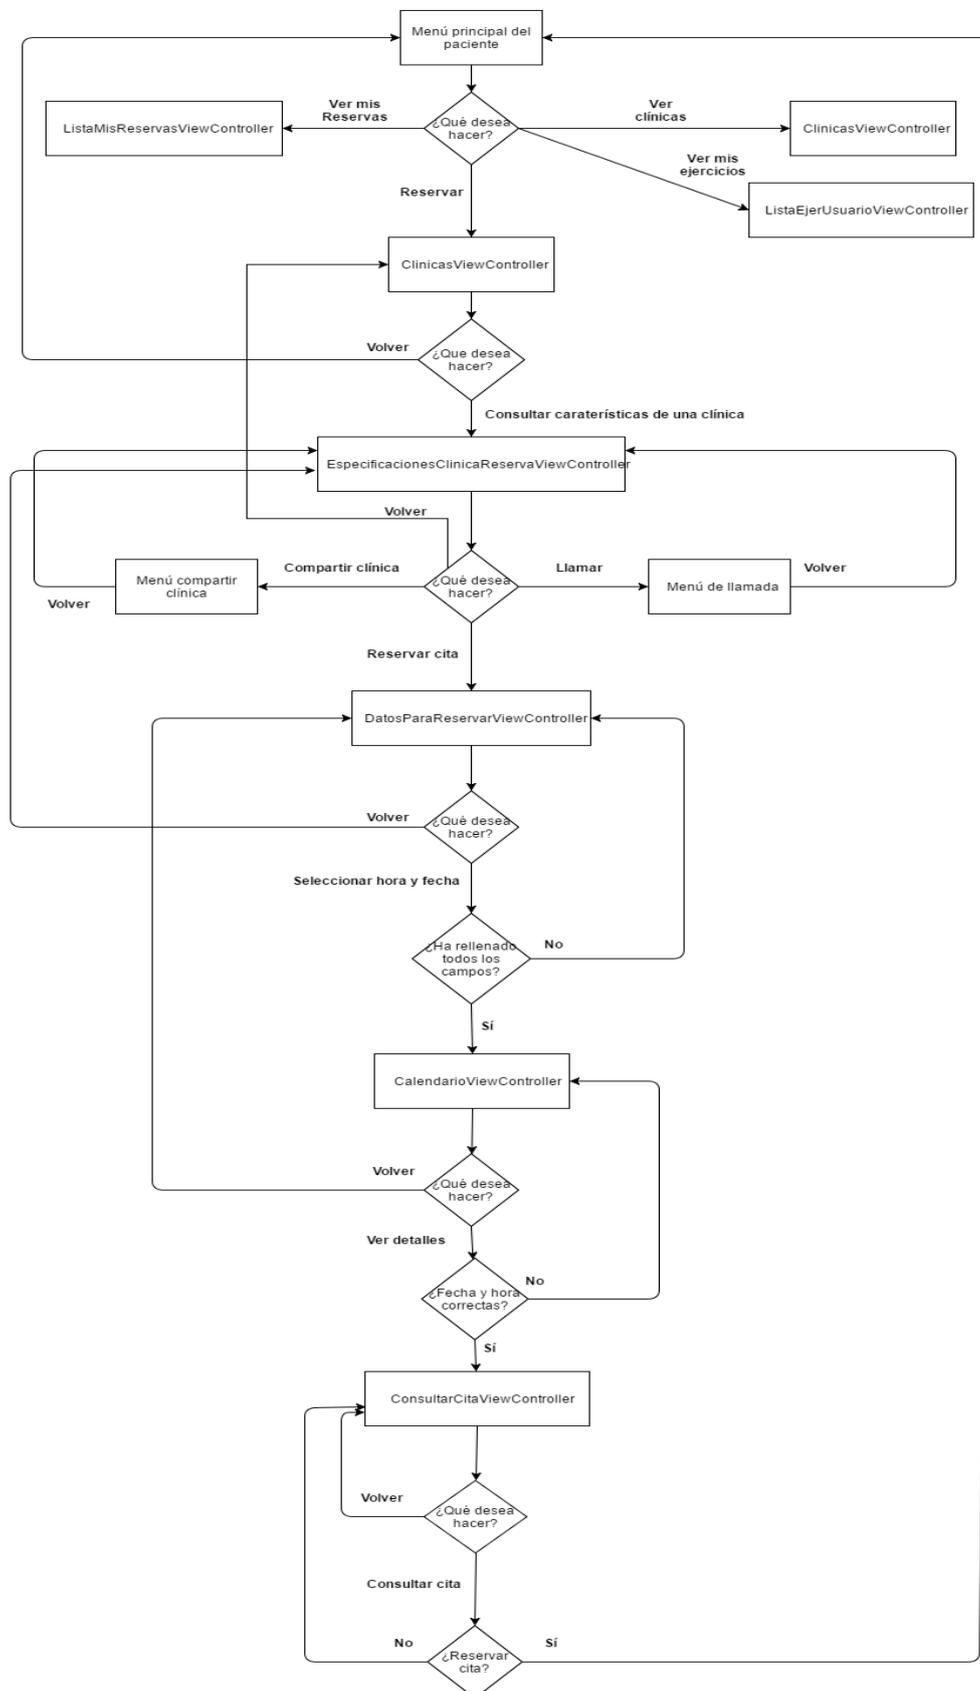 Menú principal del
paciente
Ver mis
Reservas
¿Qué desea
hacer?
Ver
clínicas
ListaMisReservasViewController
ClinicasViewController
Ver mis
ejercicios
Reservar
ListaEjerUsuarioViewController
ClinicasViewController
Volver
¿Que desea
hacer?
Consultar caraterísticas de una clínica
EspecificacionesClinicaReservaViewController
Volver
Compartir clínica
Llamar
Volver
Menú compartir
clínica
¿Qué desea
hacer?
Menú de llamada
Volver
Reservar cita
DatosParaReservarViewController
Volver
¿Qué desea
hacer?
Seleccionar hora y fecha
¿Ha rellenado
todos los
campos?
No
Sí
CalendarioViewController
Volver
¿Qué desea
hacer?
Ver detalles
No
¿Fecha y hora
correctas?
Sí
ConsultarCitaViewController
Volver
¿Qué desea
hacer?
Consultar cita
No
¿Reservar
cita?
Sí